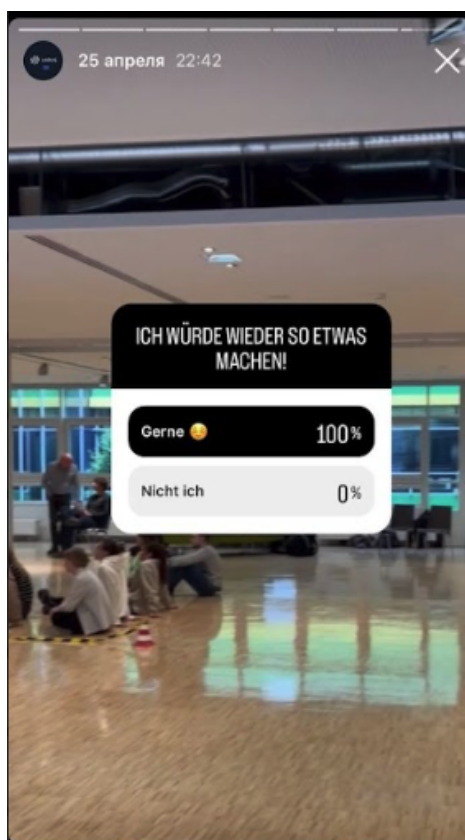 25 апреля 22:42
ICH WÜRDE WIEDER SO ETWAS
MACHEN!
Gerne ☺️ 100%
Nicht ich 0%